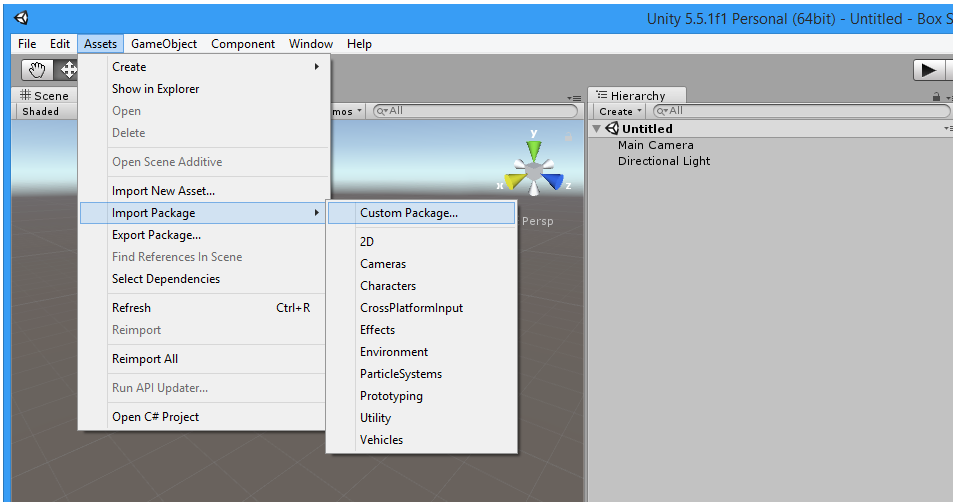 Unity 5.5.1f1 Personal (64bit) - Untitled - Box S
File Edit Assets GameObject Component Window Help
Create
Show in Explorer
Open
Delete
Open Scene Additive
Import New Asset...
Import Package
Export Package...
Find References In Scene
Select Dependencies
Refresh Ctrl+R
Reimport
Reimport All
Run API Updater...
Open C# Project
Custom Package...
2D
Cameras
Characters
CrossPlatformInput
Effects
Environment
ParticleSystems
Prototyping
Utility
Vehicles
Scene
Shaded
mos
All
y
x
z
Persp
Hierarchy
Create
All
Untitled
Main Camera
Directional Light